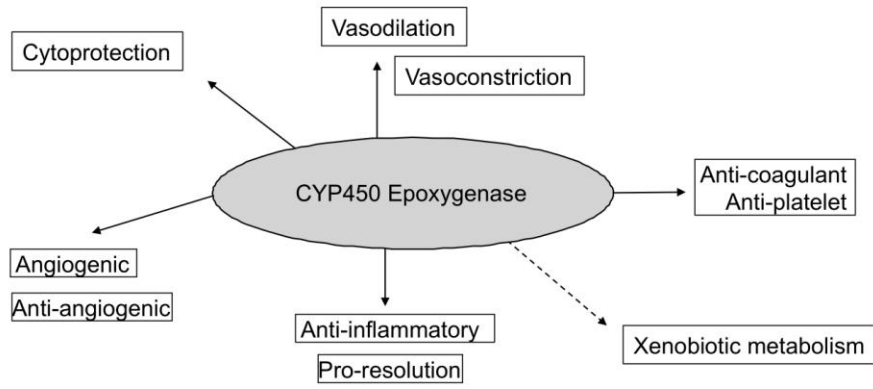 Vasodilation
Cytoprotection
Vasoconstriction
CYP450 Epoxygenase
Anti-coagulant
Anti-platelet
Angiogenic
Anti-angiogenic
Anti-inflammatory
Pro-resolution
Xenobiotic metabolism